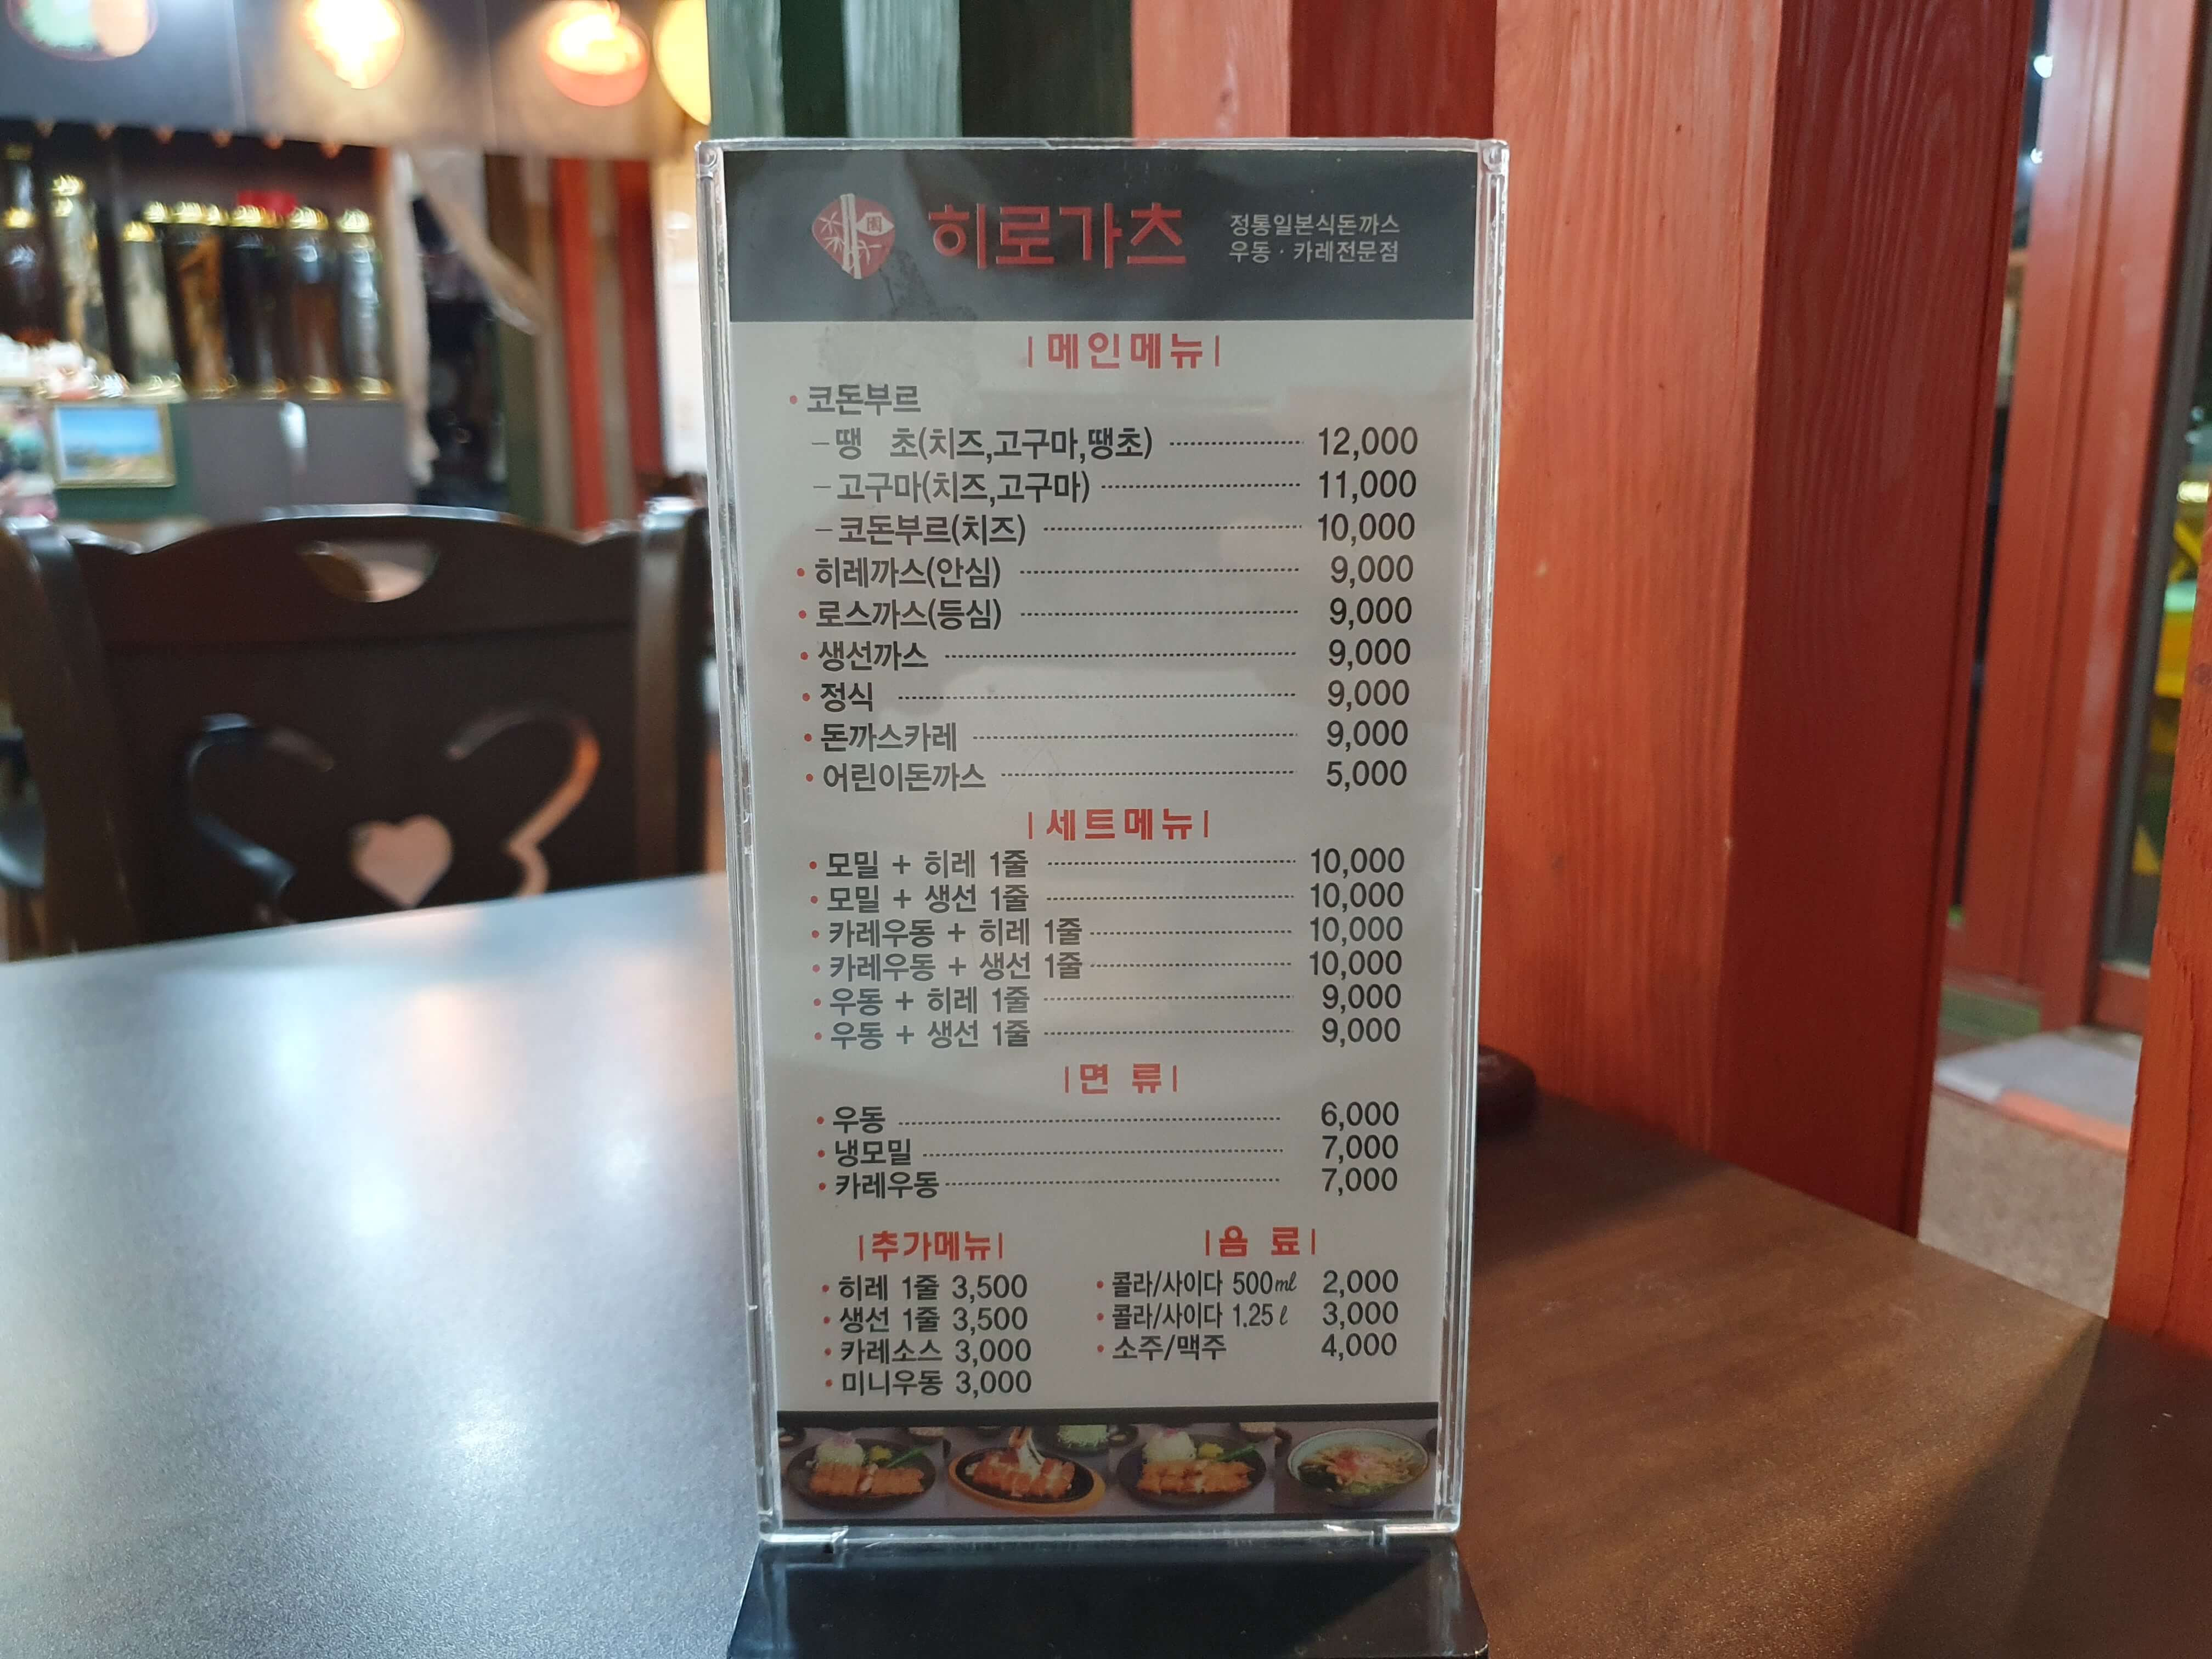 히로가츠
정통일본식돈까스
우동 · 카레전문점
|메인메뉴|
• 코돈부르
– 땡 초(치즈,고구마,땡초) 12,000
– 고구마(치즈,고구마) 11,000
– 코돈부르(치즈) 10,000
• 히레까스(안심) 9,000
• 로스까스(등심) 9,000
• 생선까스 9,000
• 정식 9,000
• 돈까스카레 9,000
• 어린이돈까스 5,000
|세트메뉴|
• 모밀 + 히레 1줄 10,000
• 모밀 + 생선 1줄 10,000
• 카레우동 + 히레 1줄 10,000
• 카레우동 + 생선 1줄 10,000
• 우동 + 히레 1줄 9,000
• 우동 + 생선 1줄 9,000
|면 류|
• 우동 6,000
• 냉모밀 7,000
• 카레우동 7,000
|추가메뉴|
• 히레 1줄 3,500
• 생선 1줄 3,500
• 카레소스 3,000
• 미니우동 3,000
|음 료|
• 콜라/사이다 500㎖ 2,000
• 콜라/사이다 1.25ℓ 3,000
• 소주/맥주 4,000